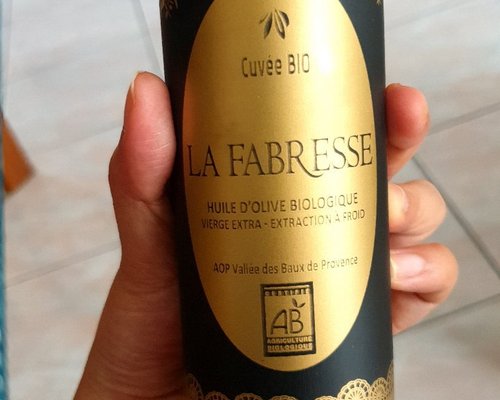 Cuvée BIO
LA FABRESSE
HUILE D'OLIVE BIOLOGIQUE
VIERGE EXTRA - EXTRACTION À FROID
AOP Vallée des Baux de Provence
CERTIFIÉ
AB
AGRICULTURE
BIOLOGIQUE